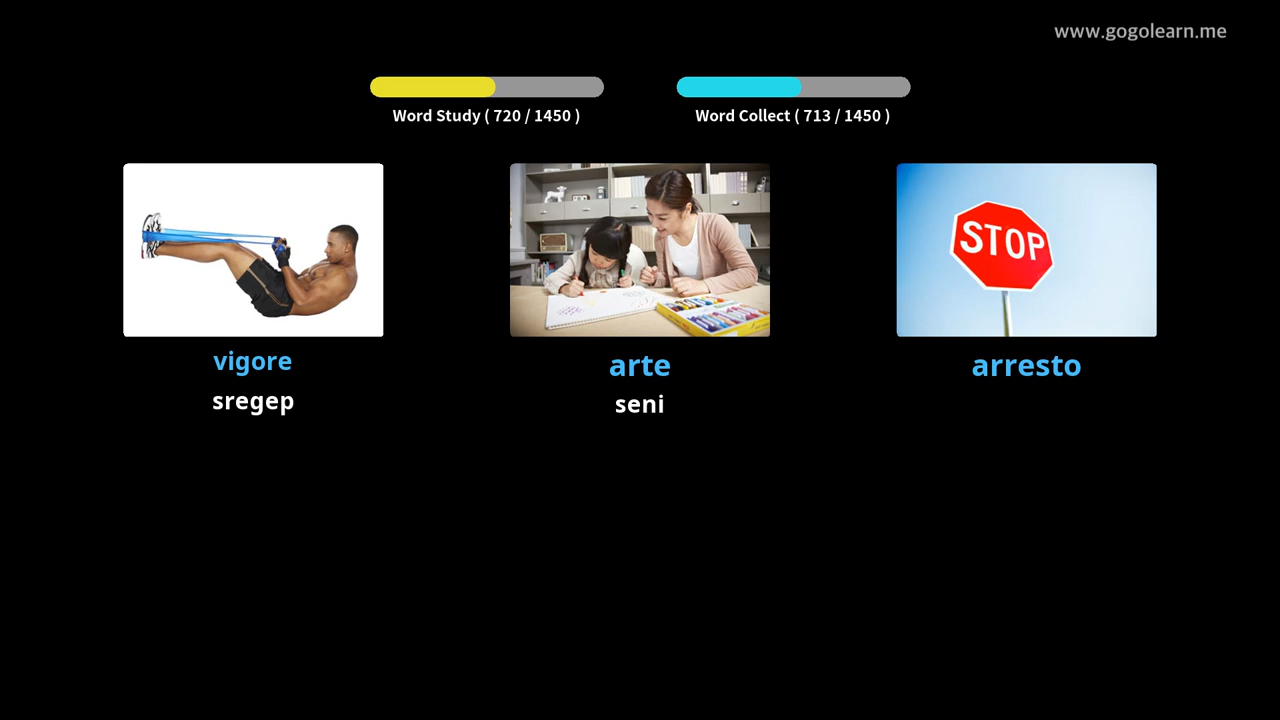 www.gogolearn.me
Word Study ( 720 / 1450 )
Word Collect ( 713 / 1450 )
STOP
vigore
arte
arresto
sregep
seni